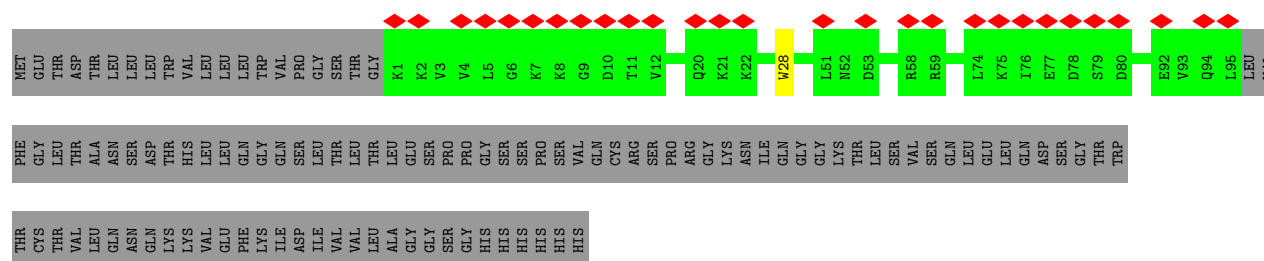 MET GLU THR ASP THR LEU LEU LEU TRP VAL LEU LEU LEU TRP VAL PRO GLY SER THR GLY K1 K2 V3 V4 L5 G6 K7 K8 G9 D10 T11 V12 Q20 K21 K22 W28 L51 N52 D53 R58 R59 L74 K75 I76 E77 D78 S79 D80 E92 V93 Q94 L95 LEU
PHE GLY LEU THR ALA ASN SER ASP THR HIS LEU LEU GLN GLY GLN SER LEU THR LEU THR LEU GLU SER PRO PRO GLY SER SER PRO SER VAL GLN CYS ARG SER PRO ARG GLY LYS ASN ILE GLN GLY GLY LYS THR LEU SER VAL SER GLN LEU GLU LEU GLN ASP SER GLY THR TRP
THR CYS THR VAL LEU GLN ASN GLN LYS LYS VAL GLU PHE LYS ILE ASP ILE VAL VAL LEU ALA GLY GLY SER GLY HIS HIS HIS HIS HIS HIS